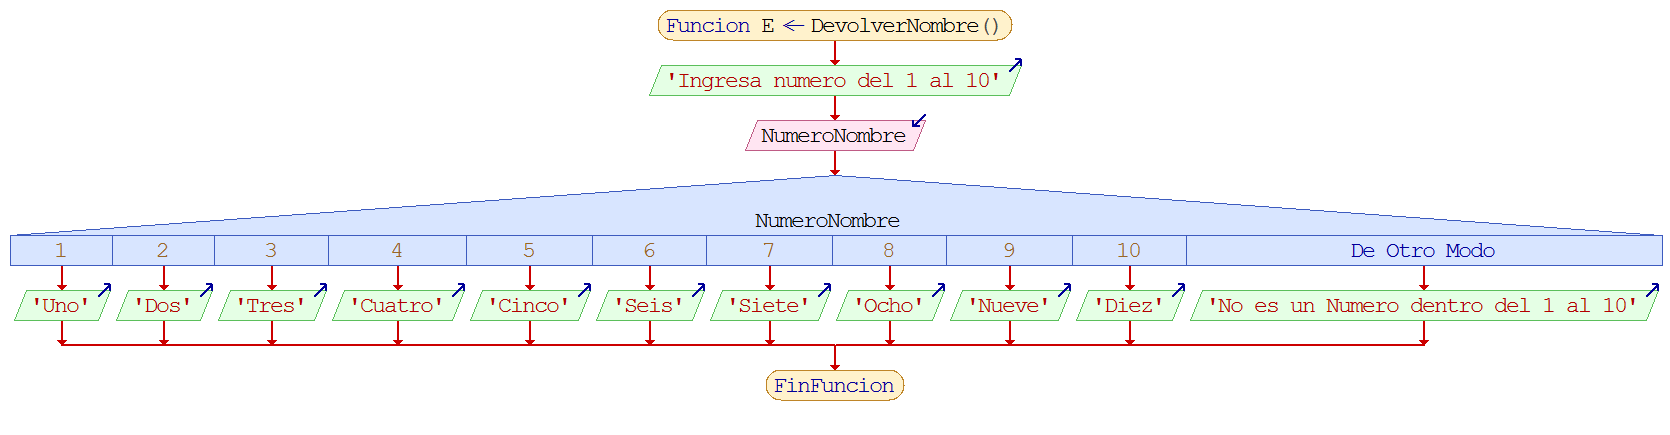 Funcion E <- DevolverNombre()
'Ingresa numero del 1 al 10'
NumeroNombre
NumeroNombre
1 2 3 4 5 6 7 8 9 10 De Otro Modo
'Uno' 'Dos' 'Tres' 'Cuatro' 'Cinco' 'Seis' 'Siete' 'Ocho' 'Nueve' 'Diez' 'No es un Numero dentro del 1 al 10'
FinFuncion